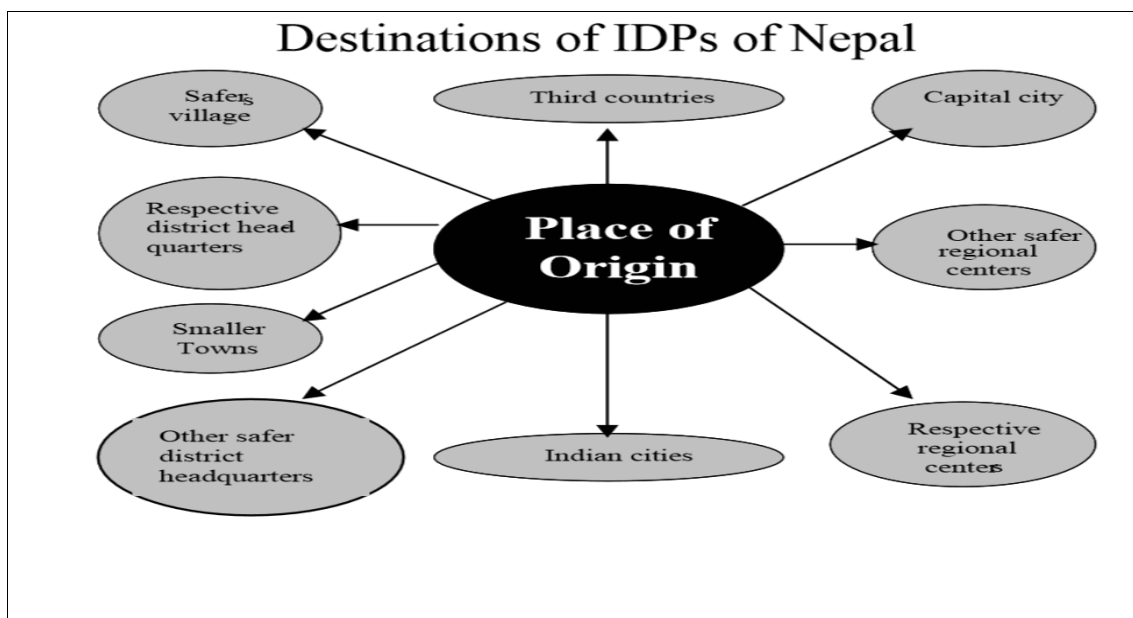 Destinations of IDPs of Nepal
Safers
village
Third countries
Capital city
Respective
district head
quarters
Place of
Origin
Other safer
regional
centers
Smaller
Towns
Other safer
district
headquarters
Indian cities
Respective
regional
centers